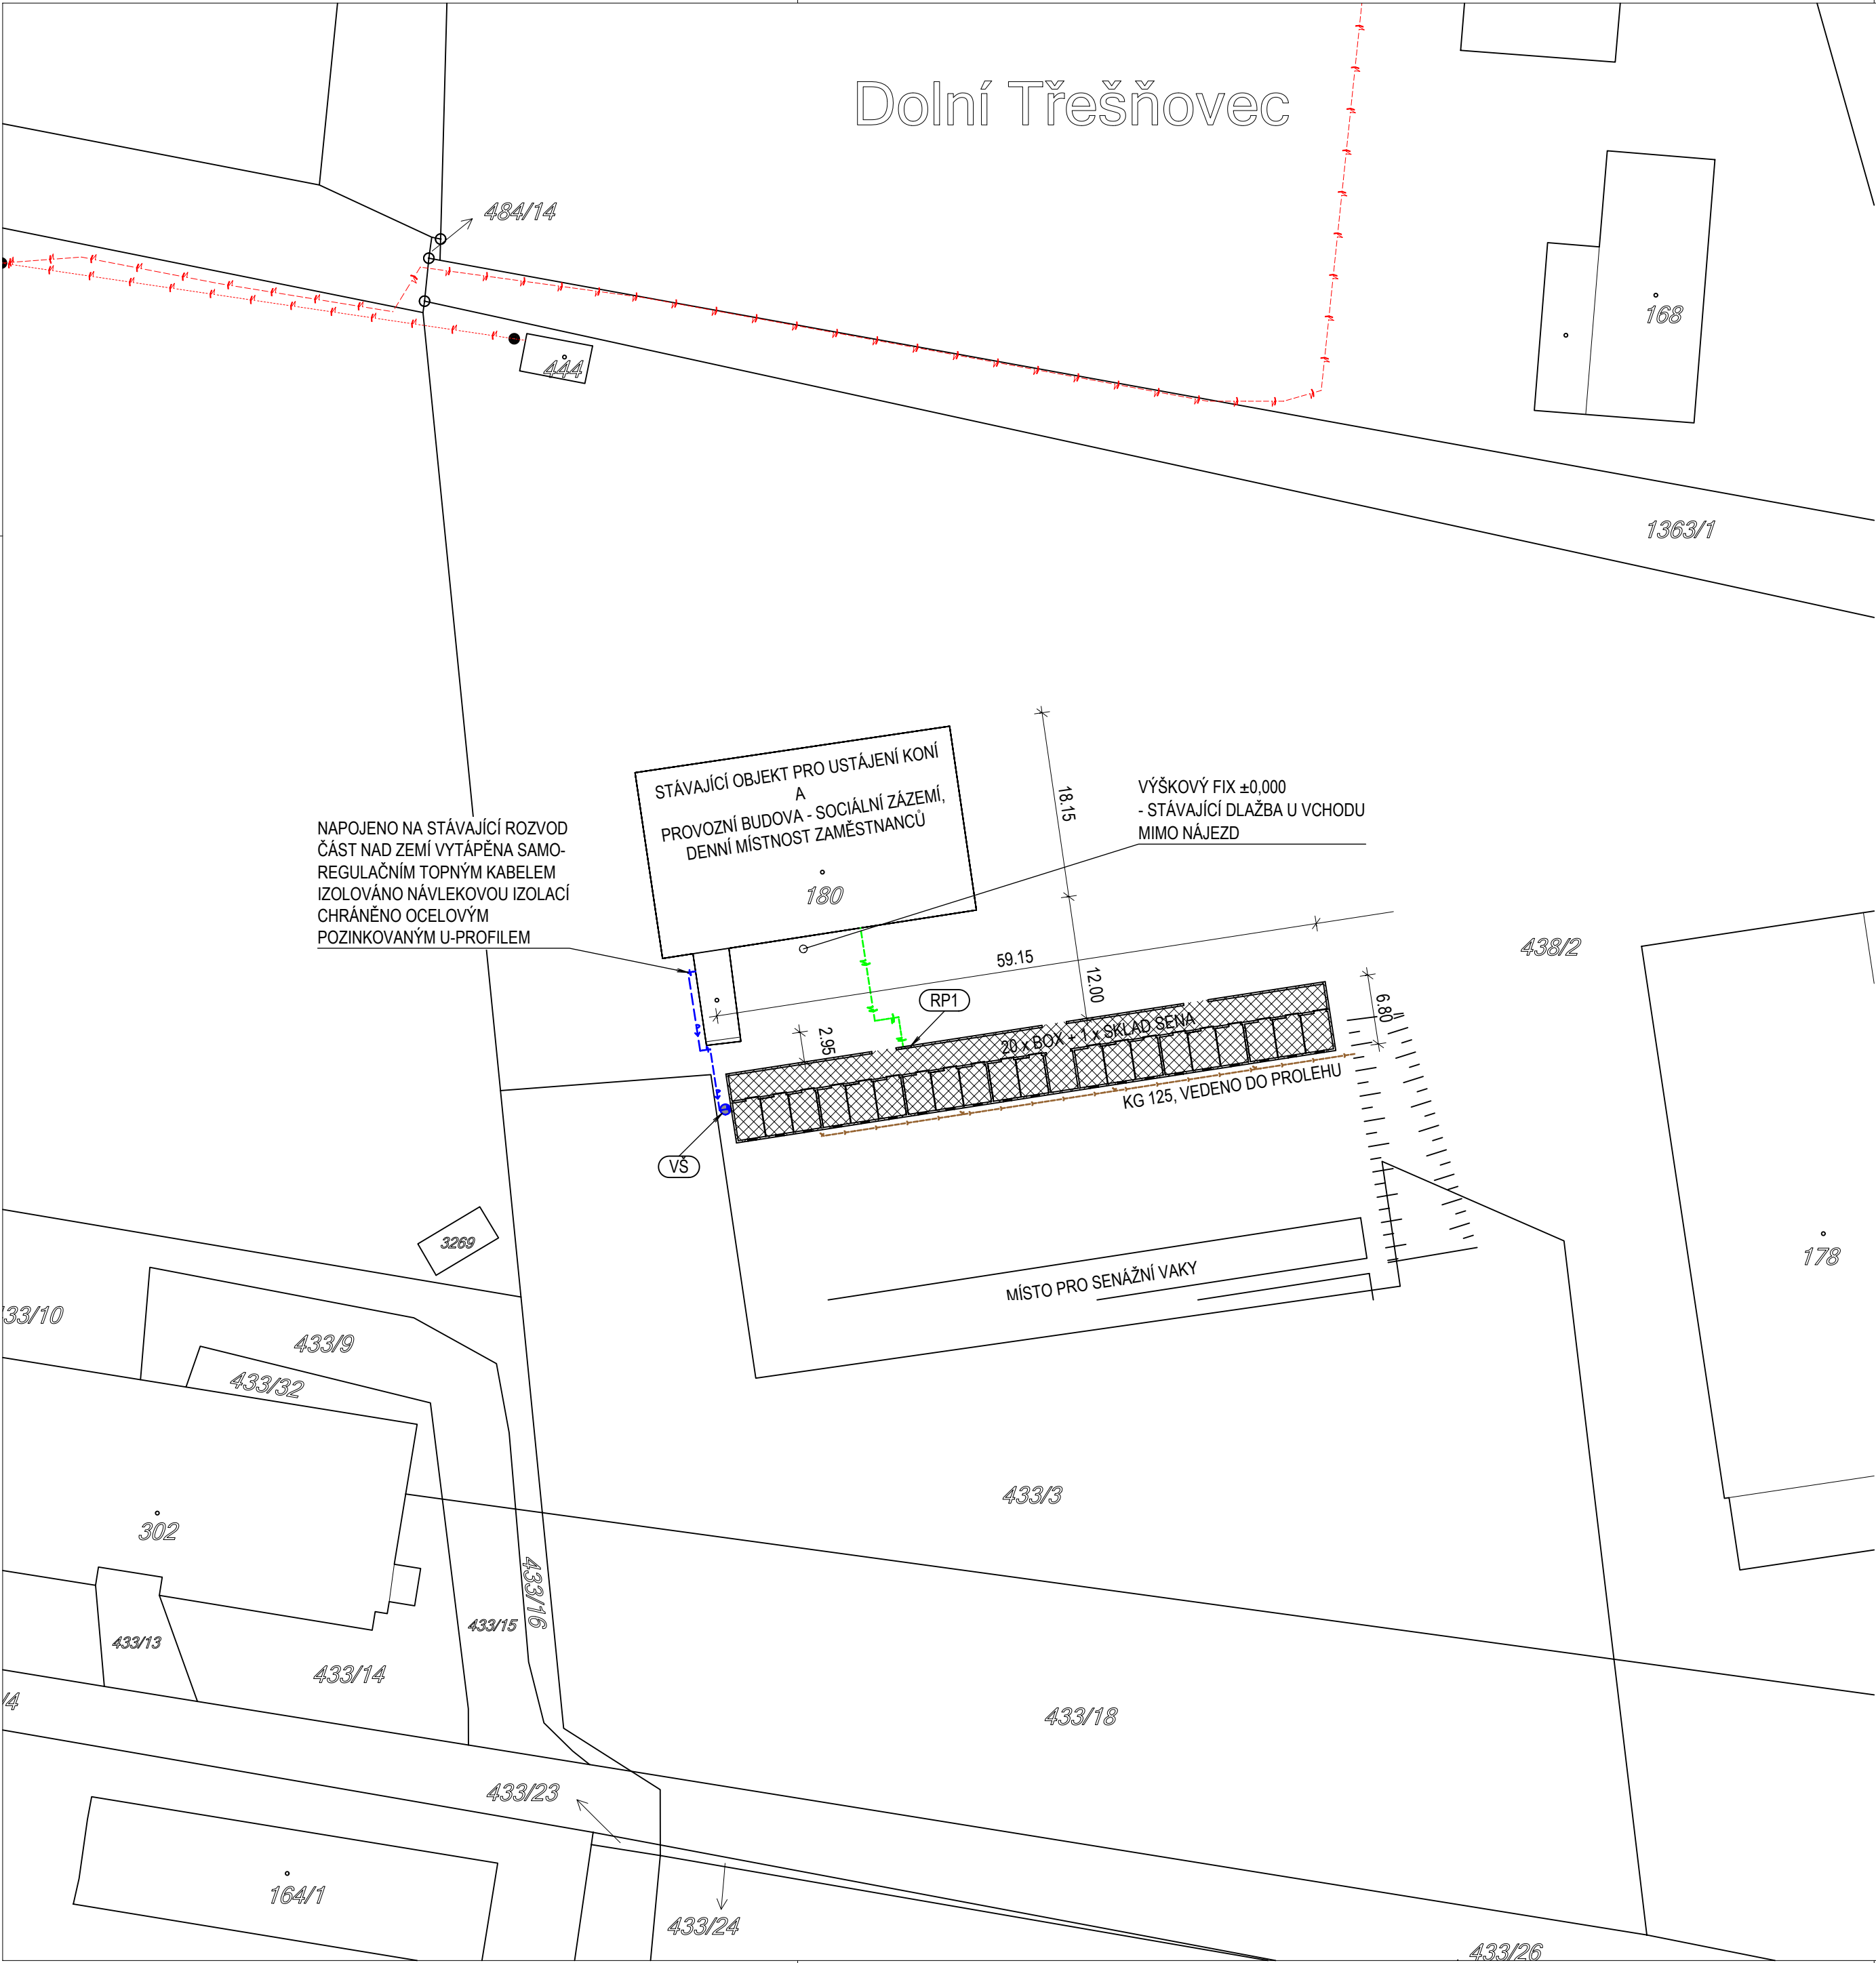 Dolní Třešňovec
484/14
444
168
1363/1
STÁVAJÍCÍ OBJEKT PRO USTÁJENÍ KONÍ
A
PROVOZNÍ BUDOVA - SOCIÁLNÍ ZÁZEMÍ,
DENNÍ MÍSTNOST ZAMĚSTNANCŮ
180
18.15
VÝŠKOVÝ FIX ±0,000
- STÁVAJÍCÍ DLAŽBA U VCHODU
MIMO NÁJEZD
NAPOJENO NA STÁVAJÍCÍ ROZVOD
ČÁST NAD ZEMÍ VYTÁPĚNA SAMO-
REGULAČNÍM TOPNÝM KABELEM
IZOLOVÁNO NÁVLEKOVOU IZOLACÍ
CHRÁNĚNO OCELOVÝM
POZINKOVANÝM U-PROFILEM
438/2
59.15
12.00
RP1
6.80
2.95
20 x BOX + 1 x SKLAD SENA
KG 125, VEDENO DO PROLEHU
VŠ
3269
178
MÍSTO PRO SENÁŽNÍ VAKY
33/10
433/9
433/32
433/3
302
433/16
433/15
433/13
433/14
/4
433/18
433/23
164/1
433/24
433/26